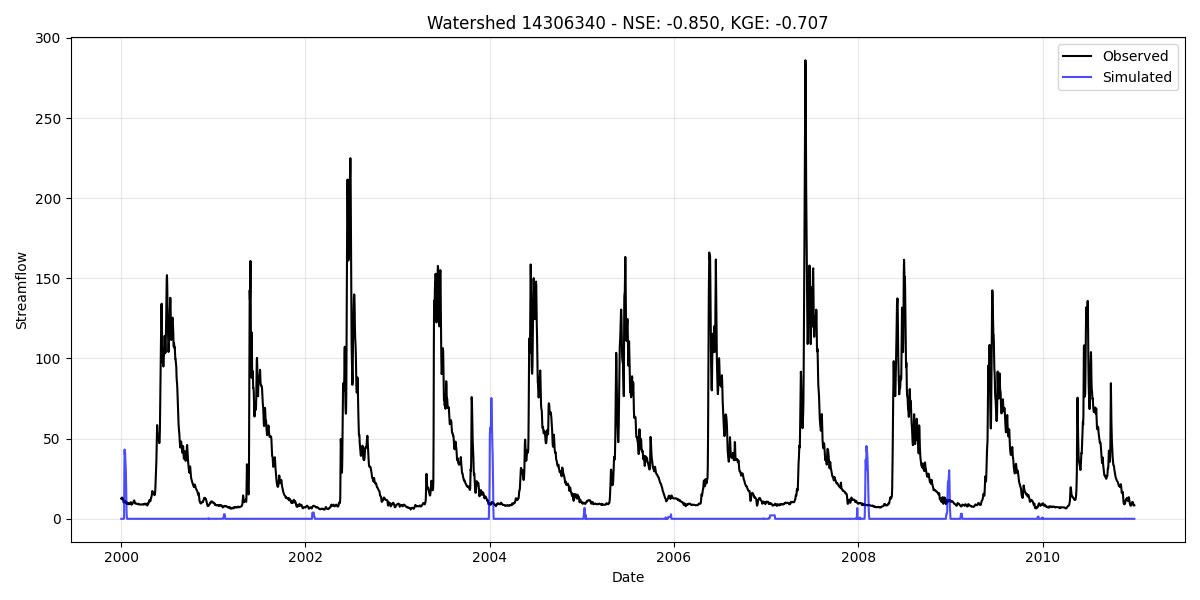 Watershed 14306340 - NSE: -0.850, KGE: -0.707
Observed
Simulated
Streamflow
300
250
200
150
100
50
0
2000 2002 2004 2006 2008 2010
Date